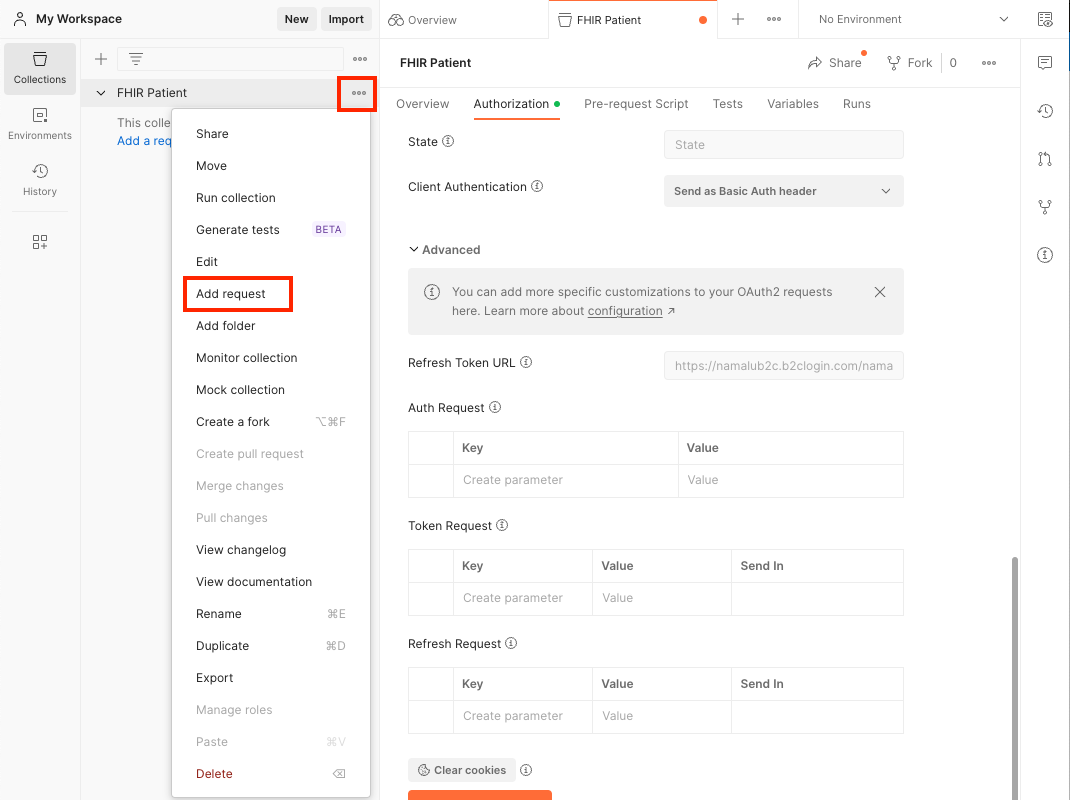 My Workspace
New
Import
Overview
FHIR Patient
No Environment
Collections
Environments
History
FHIR Patient
This colle
Add a req
Share
Move
Run collection
Generate tests BETA
Edit
Add request
Add folder
Monitor collection
Mock collection
Create a fork ⌥⌘F
Create pull request
Merge changes
Pull changes
View changelog
View documentation
Rename ⌘E
Duplicate ⌘D
Export
Manage roles
Paste ⌘V
Delete ⌫
FHIR Patient
Share
Fork 0
Overview
Authorization
Pre-request Script
Tests
Variables
Runs
State
State
Client Authentication
Send as Basic Auth header
Advanced
You can add more specific customizations to your OAuth2 requests
here. Learn more about configuration ↗
Refresh Token URL
https://namalub2c.b2clogin.com/nama
Auth Request
Key Value
Create parameter Value
Token Request
Key Value Send In
Create parameter Value
Refresh Request
Key Value Send In
Create parameter Value
Clear cookies